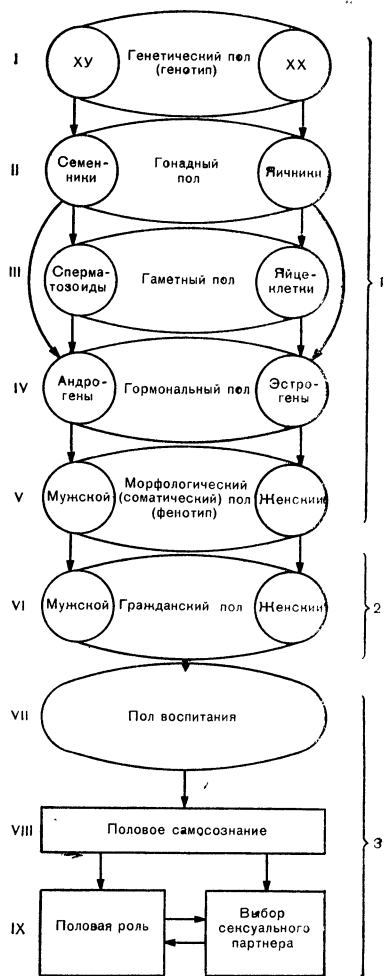 I
ХУ
Генетический пол
(генотип)
ХХ
II
Семен-
ники
Гонадный
пол
Яичники
III
Сперма-
тозоиды
Гаметный пол
Яйце-
клетки
1
IV
Андро-
гены
Гормональный пол
Эстро-
гены
V
Мужской
Морфологический
(соматический) пол
(фенотип)
Женский
VI
Мужской
Гражданский пол
Женский
2
VII
Пол воспитания
VIII
Половое самосознание
3
IX
Половая роль
Выбор
сексуального
партнера